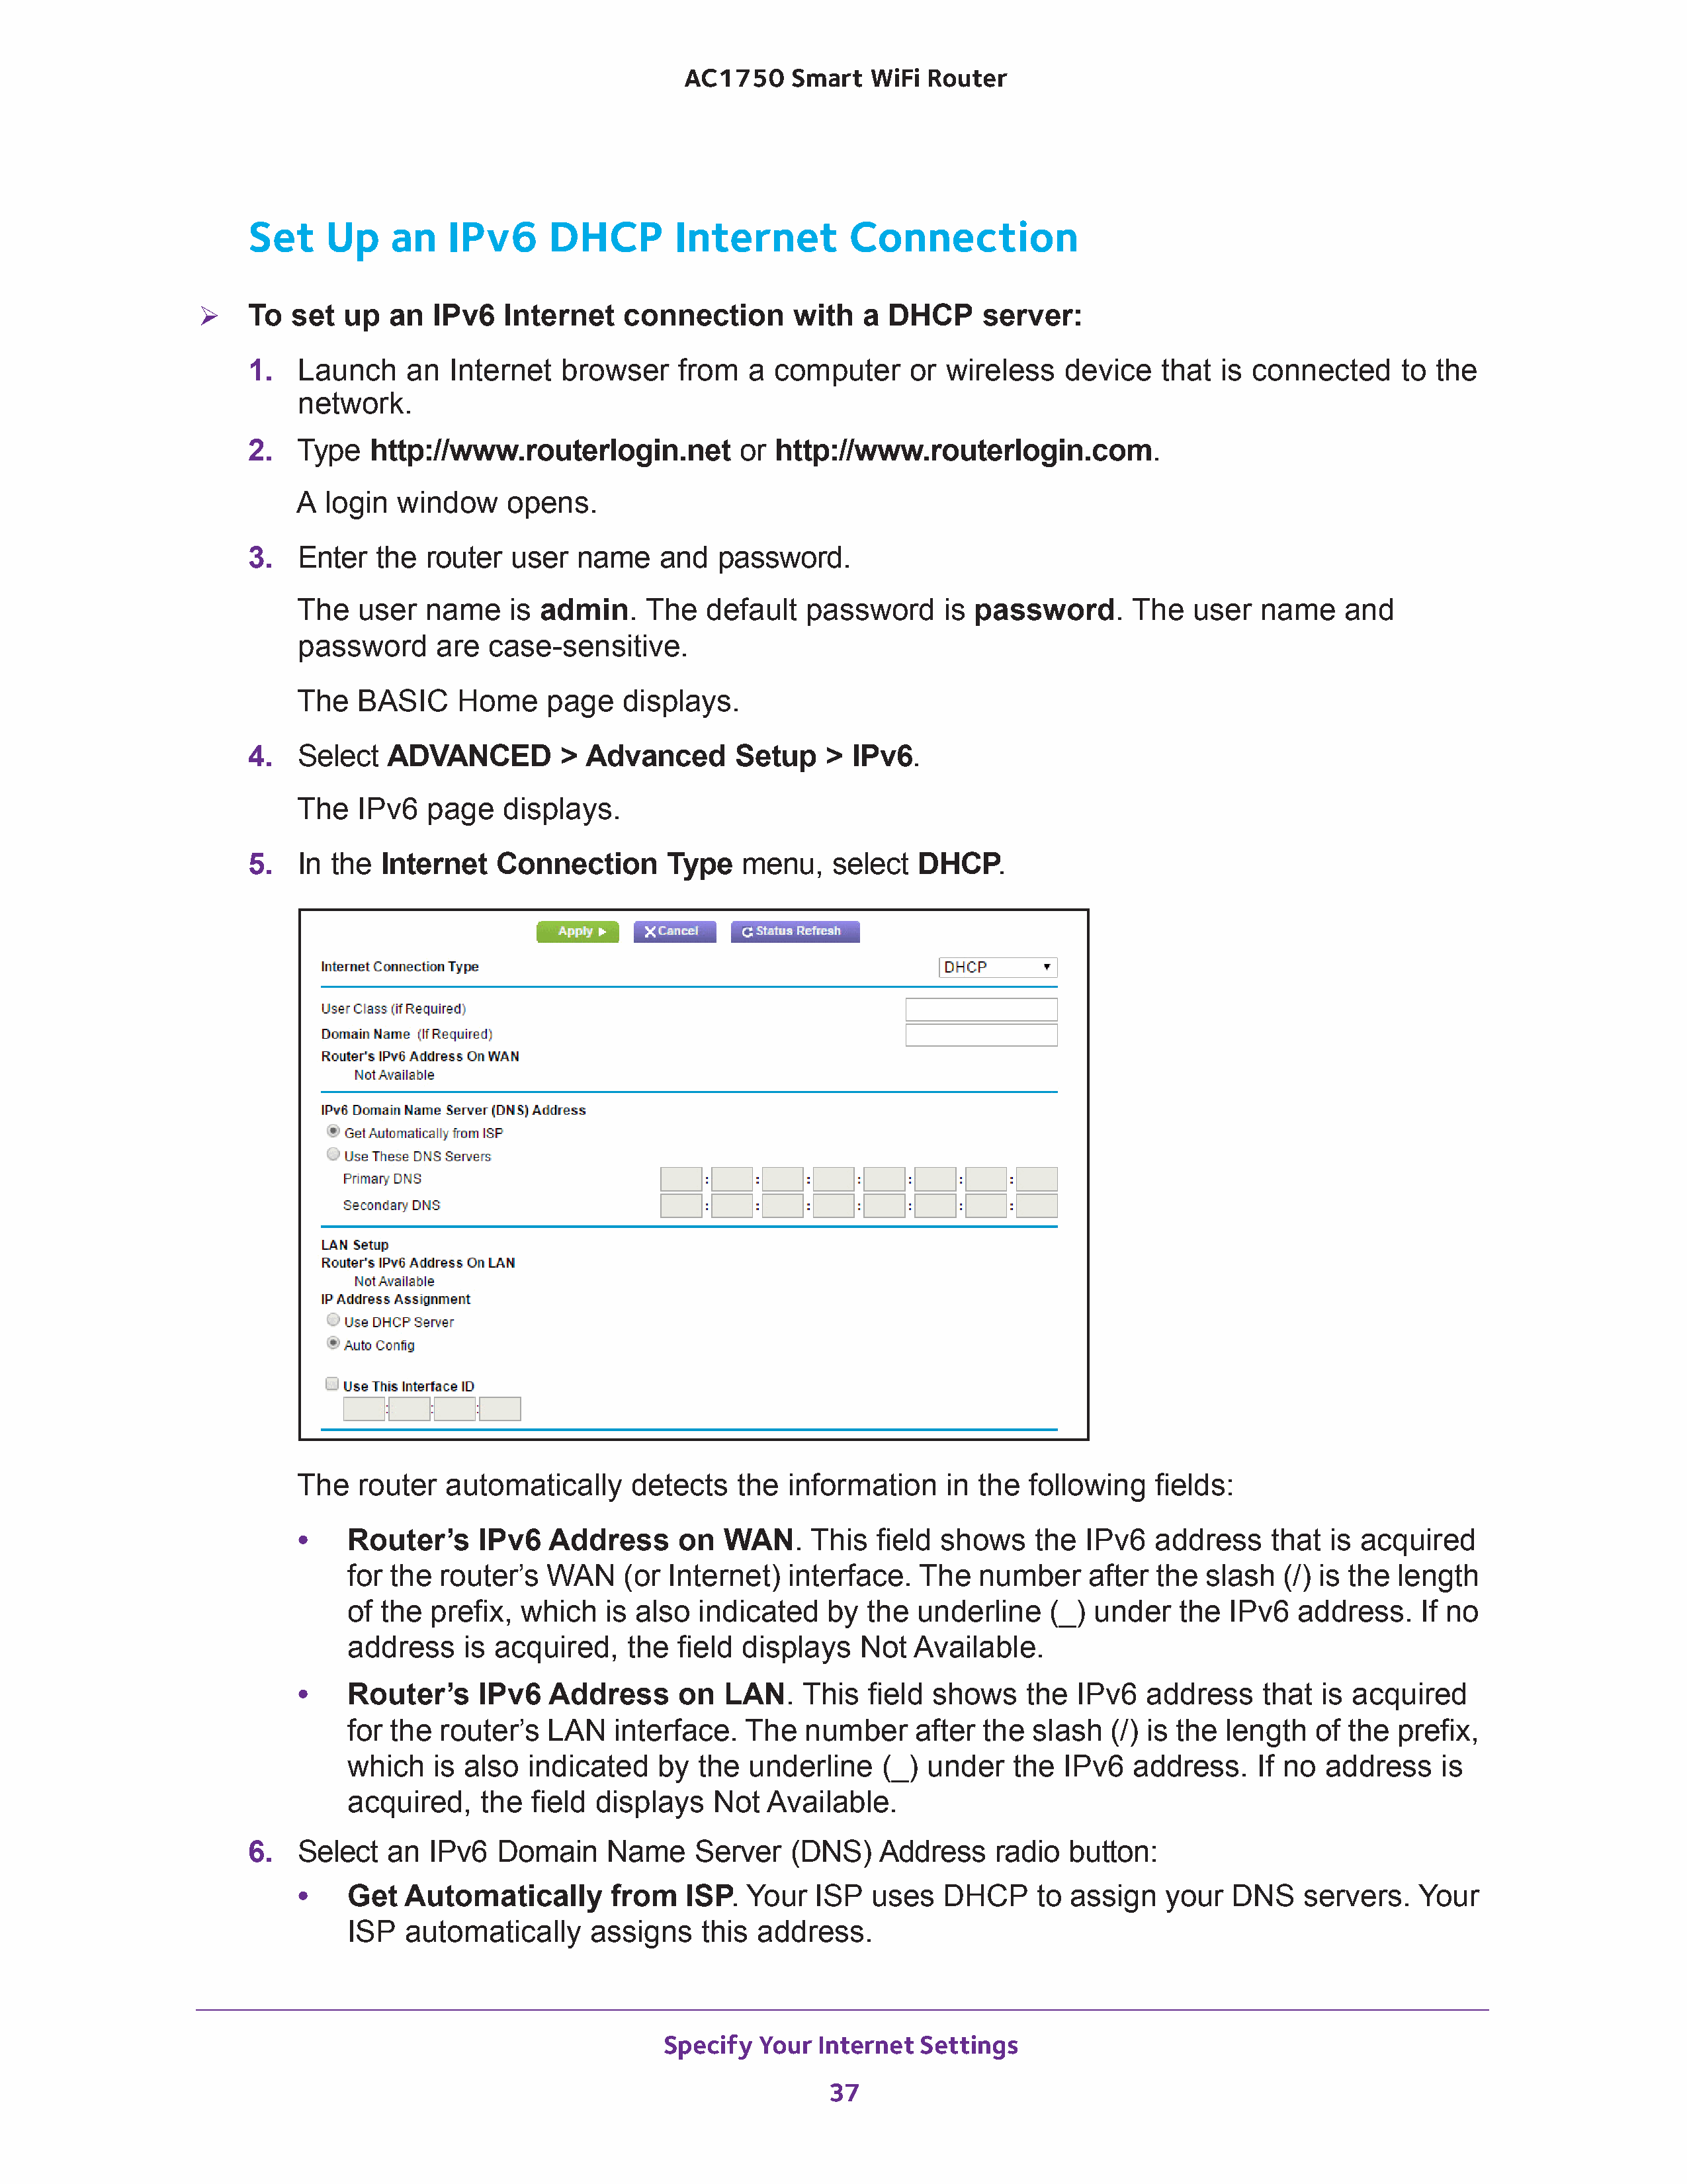 AC1750 Smart WiFi Router
Set Up an IPv6 DHCP Internet Connection
➢ To set up an IPv6 Internet connection with a DHCP server:
1. Launch an Internet browser from a computer or wireless device that is connected to the
network.
2. Type http://www.routerlogin.net or http://www.routerlogin.com.
A login window opens.
3. Enter the router user name and password.
The user name is admin. The default password is password. The user name and
password are case-sensitive.
The BASIC Home page displays.
4. Select ADVANCED > Advanced Setup > IPv6.
The IPv6 page displays.
5. In the Internet Connection Type menu, select DHCP.
Apply ▶ X Cancel Status Refresh
Internet Connection Type DHCP ▼
User Class (if Required)
Domain Name (If Required)
Router's IPv6 Address On WAN
Not Available
IPv6 Domain Name Server (DNS) Address
Get Automatically from ISP
Use These DNS Servers
Primary DNS : : : : : : :
Secondary DNS : : : : : : :
LAN Setup
Router's IPv6 Address On LAN
Not Available
IP Address Assignment
Use DHCP Server
Auto Config
Use This Interface ID
: : :
The router automatically detects the information in the following fields:
• Router’s IPv6 Address on WAN. This field shows the IPv6 address that is acquired
for the router’s WAN (or Internet) interface. The number after the slash (/) is the length
of the prefix, which is also indicated by the underline (_) under the IPv6 address. If no
address is acquired, the field displays Not Available.
• Router’s IPv6 Address on LAN. This field shows the IPv6 address that is acquired
for the router’s LAN interface. The number after the slash (/) is the length of the prefix,
which is also indicated by the underline (_) under the IPv6 address. If no address is
acquired, the field displays Not Available.
6. Select an IPv6 Domain Name Server (DNS) Address radio button:
• Get Automatically from ISP. Your ISP uses DHCP to assign your DNS servers. Your
ISP automatically assigns this address.
Specify Your Internet Settings
37